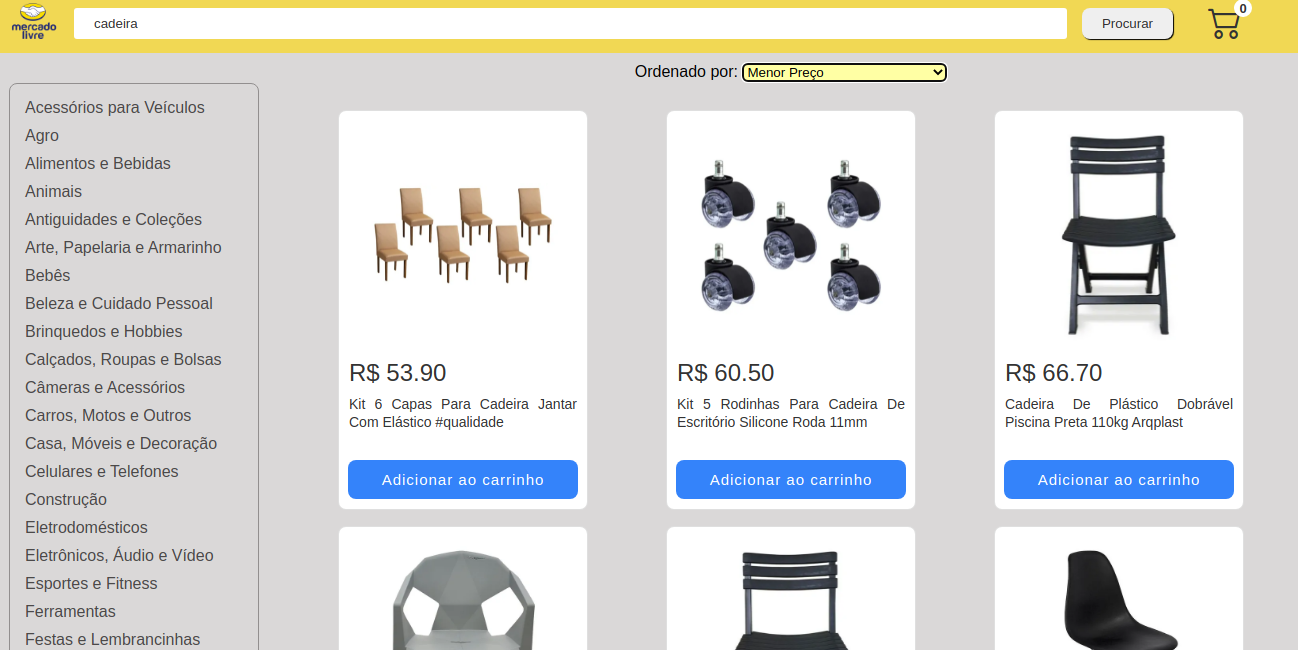 mercado
livre
cadeira
Procurar
0
Ordenado por: Menor Preço
Acessórios para Veículos
Agro
Alimentos e Bebidas
Animais
Antiguidades e Coleções
Arte, Papelaria e Armarinho
Bebês
Beleza e Cuidado Pessoal
Brinquedos e Hobbies
Calçados, Roupas e Bolsas
Câmeras e Acessórios
Carros, Motos e Outros
Casa, Móveis e Decoração
Celulares e Telefones
Construção
Eletrodomésticos
Eletrônicos, Áudio e Vídeo
Esportes e Fitness
Ferramentas
Festas e Lembrancinhas
R$ 53.90
Kit 6 Capas Para Cadeira Jantar
Com Elástico #qualidade
Adicionar ao carrinho
R$ 60.50
Kit 5 Rodinhas Para Cadeira De
Escritório Silicone Roda 11mm
Adicionar ao carrinho
R$ 66.70
Cadeira De Plástico Dobrável
Piscina Preta 110kg Arqplast
Adicionar ao carrinho